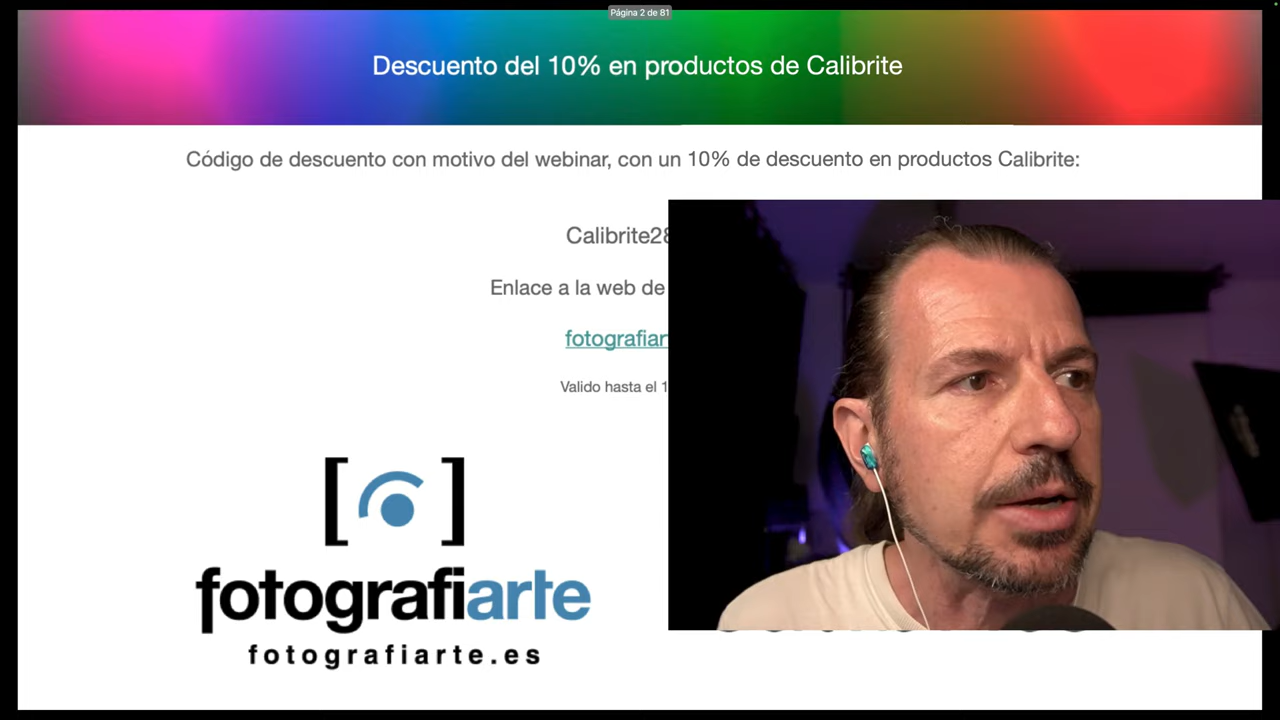 Página 2 de 81
Descuento del 10% en productos de Calibrite
Código de descuento con motivo del webinar, con un 10% de descuento en productos Calibrite:
Calibrite28
Enlace a la web de
fotografiar
Valido hasta el 1
fotografiarte
fotografiarte.es